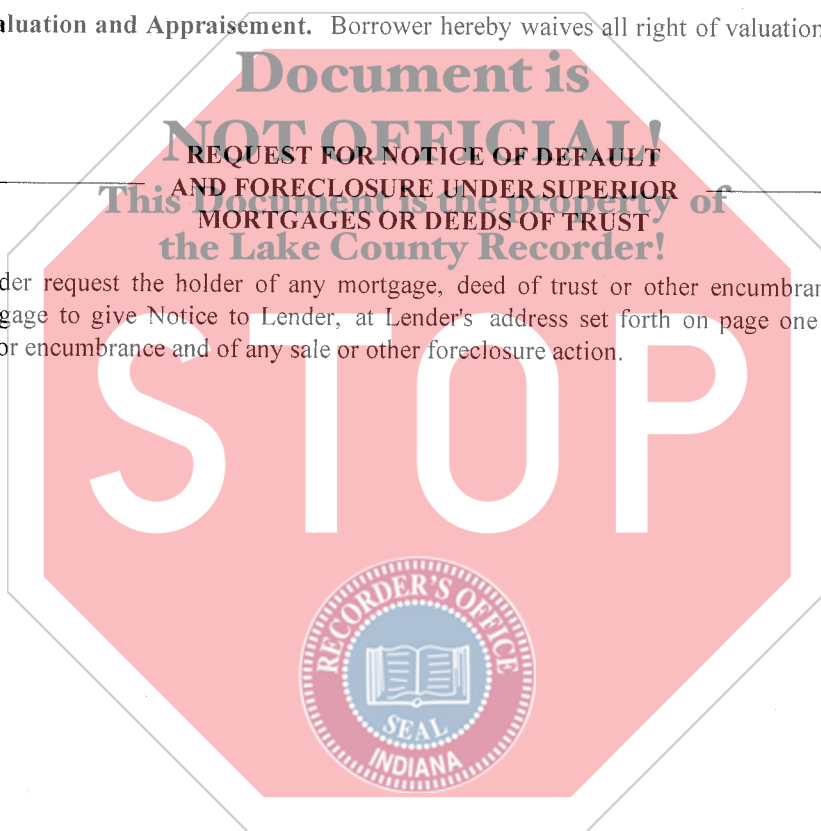 aluation and Appraisement. Borrower hereby waives all right of valuation
Document is
NOT OFFICIAL!
REQUEST FOR NOTICE OF DEFAULT
AND FORECLOSURE UNDER SUPERIOR
This Document is the property of
MORTGAGES OR DEEDS OF TRUST
the Lake County Recorder!
der request the holder of any mortgage, deed of trust or other encumbran
gage to give Notice to Lender, at Lender's address set forth on page one
or encumbrance and of any sale or other foreclosure action.
STOP
RECORDER'S OFFICE
SEAL
INDIANA